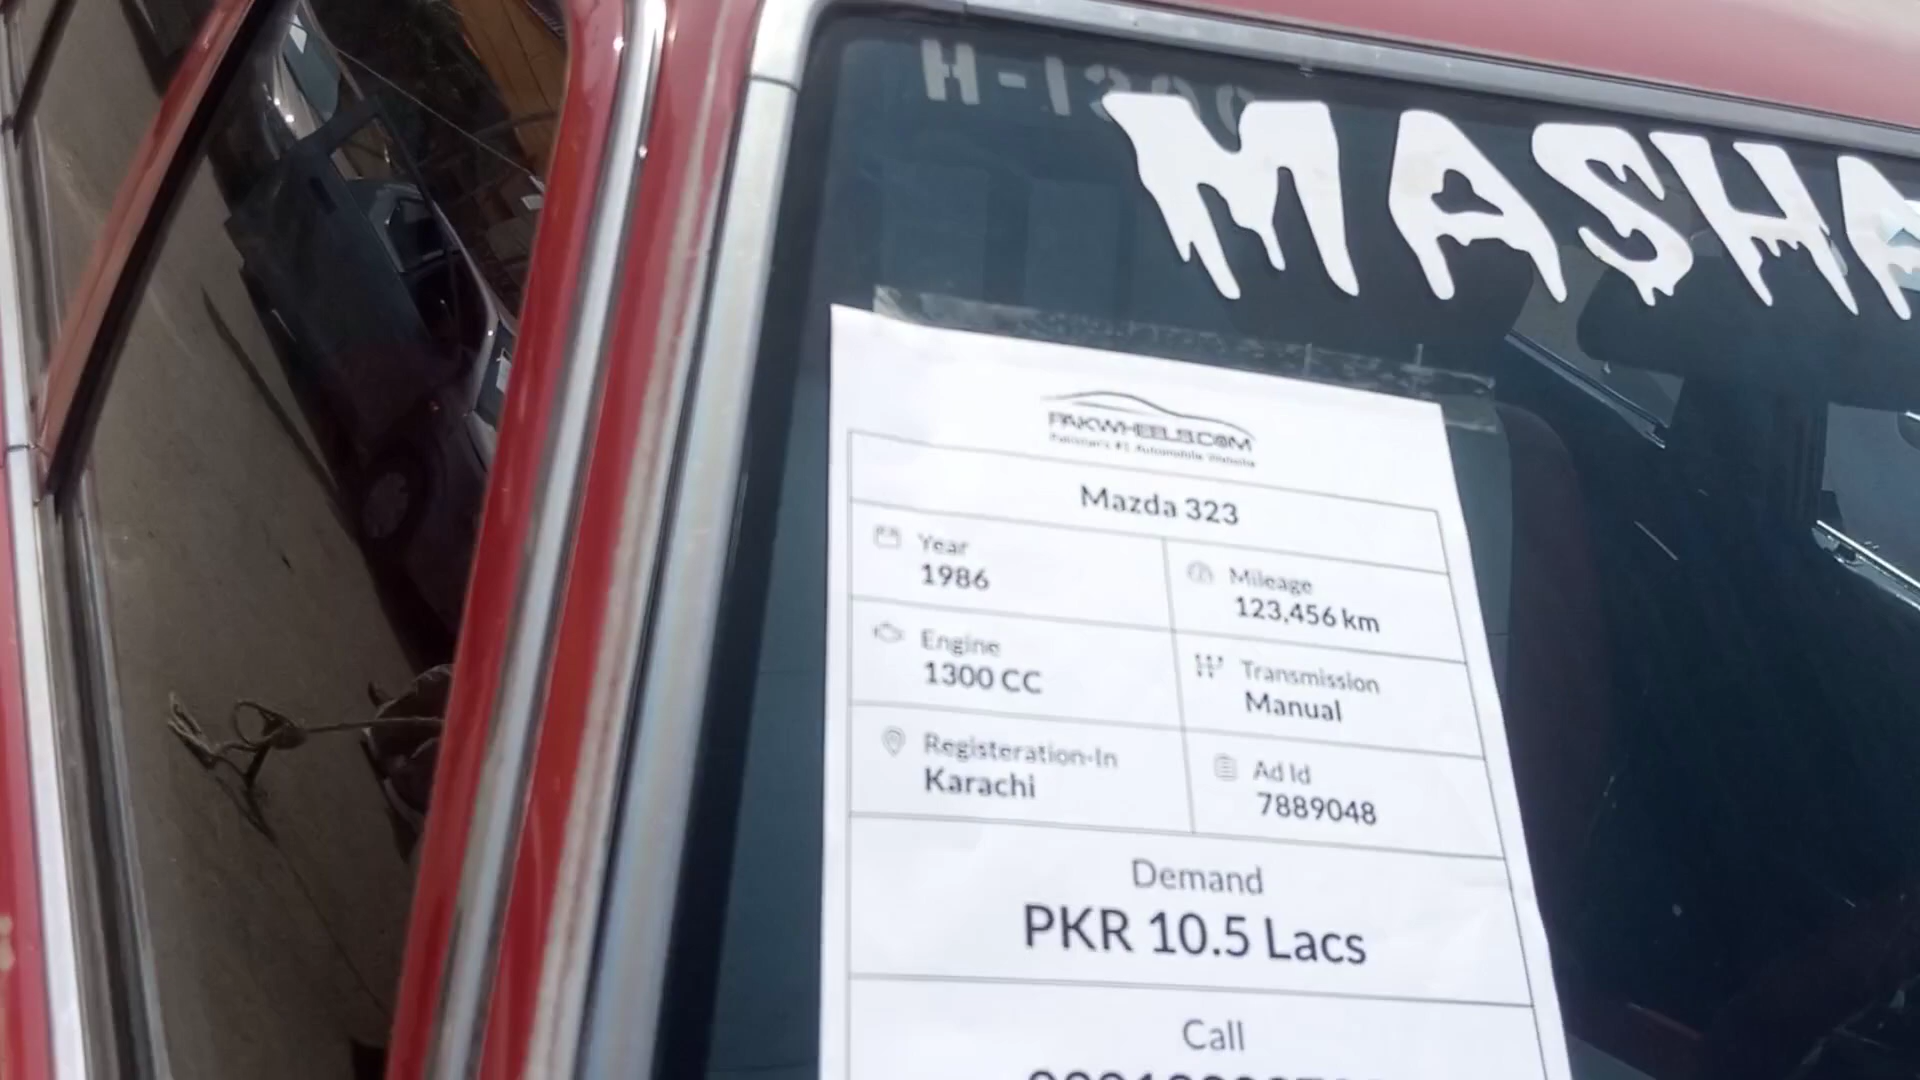 MASHA
PAKWHEELS.COM
Pakistan's #1 Automobile Website
Mazda 323
Year
1986
Mileage
123,456 km
Engine
1300 CC
Transmission
Manual
Registeration-In
Karachi
Ad Id
7889048
Demand
PKR 10.5 Lacs
Call